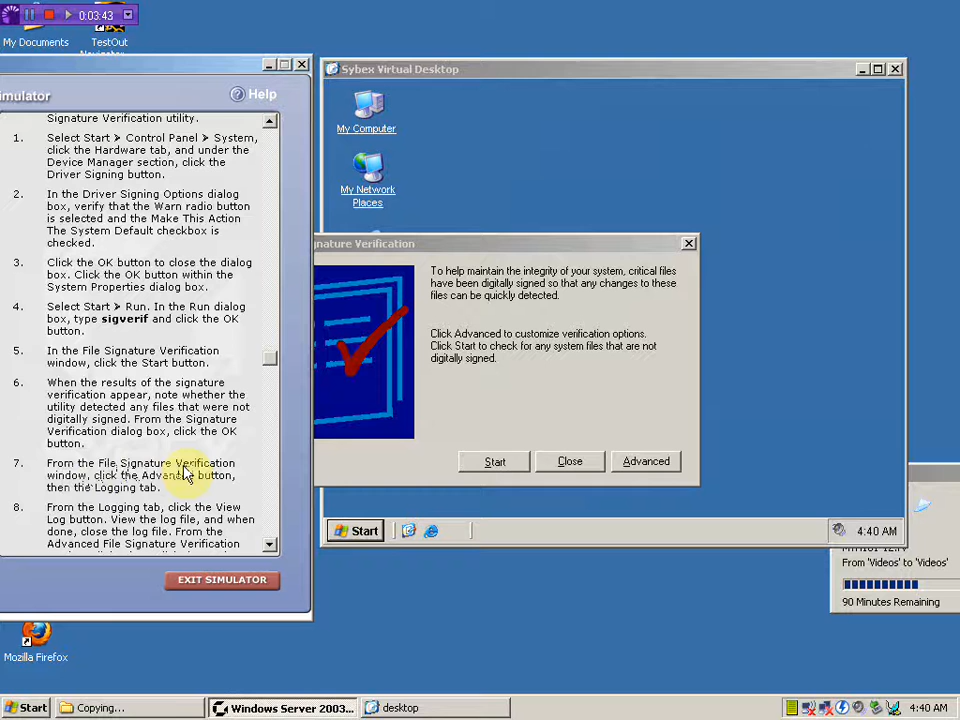 0:03:43
My Documents
TestOut
Navigator
imulator
Help
Signature Verification utility.
1. Select Start ➤ Control Panel ➤ System,
click the Hardware tab, and under the
Device Manager section, click the
Driver Signing button.
2. In the Driver Signing Options dialog
box, verify that the Warn radio button
is selected and the Make This Action
The System Default checkbox is
checked.
3. Click the OK button to close the dialog
box. Click the OK button within the
System Properties dialog box.
4. Select Start ➤ Run. In the Run dialog
box, type sigverif and click the OK
button.
5. In the File Signature Verification
window, click the Start button.
6. When the results of the signature
verification appear, note whether the
utility detected any files that were not
digitally signed. From the Signature
Verification dialog box, click the OK
button.
7. From the File Signature Verification
window, click the Advanced button,
then the Logging tab.
8. From the Logging tab, click the View
Log button. View the log file, and when
done, close the log file. From the
Advanced File Signature Verification
EXIT SIMULATOR
Sybex Virtual Desktop
My Computer
My Network
Places
gnature Verification
To help maintain the integrity of your system, critical files
have been digitally signed so that any changes to these
files can be quickly detected.
Click Advanced to customize verification options.
Click Start to check for any system files that are not
digitally signed.
Start
Close
Advanced
Start
4:40 AM
From 'Videos' to 'Videos'
90 Minutes Remaining
Mozilla Firefox
Start
Copying...
Windows Server 2003...
desktop
4:40 AM